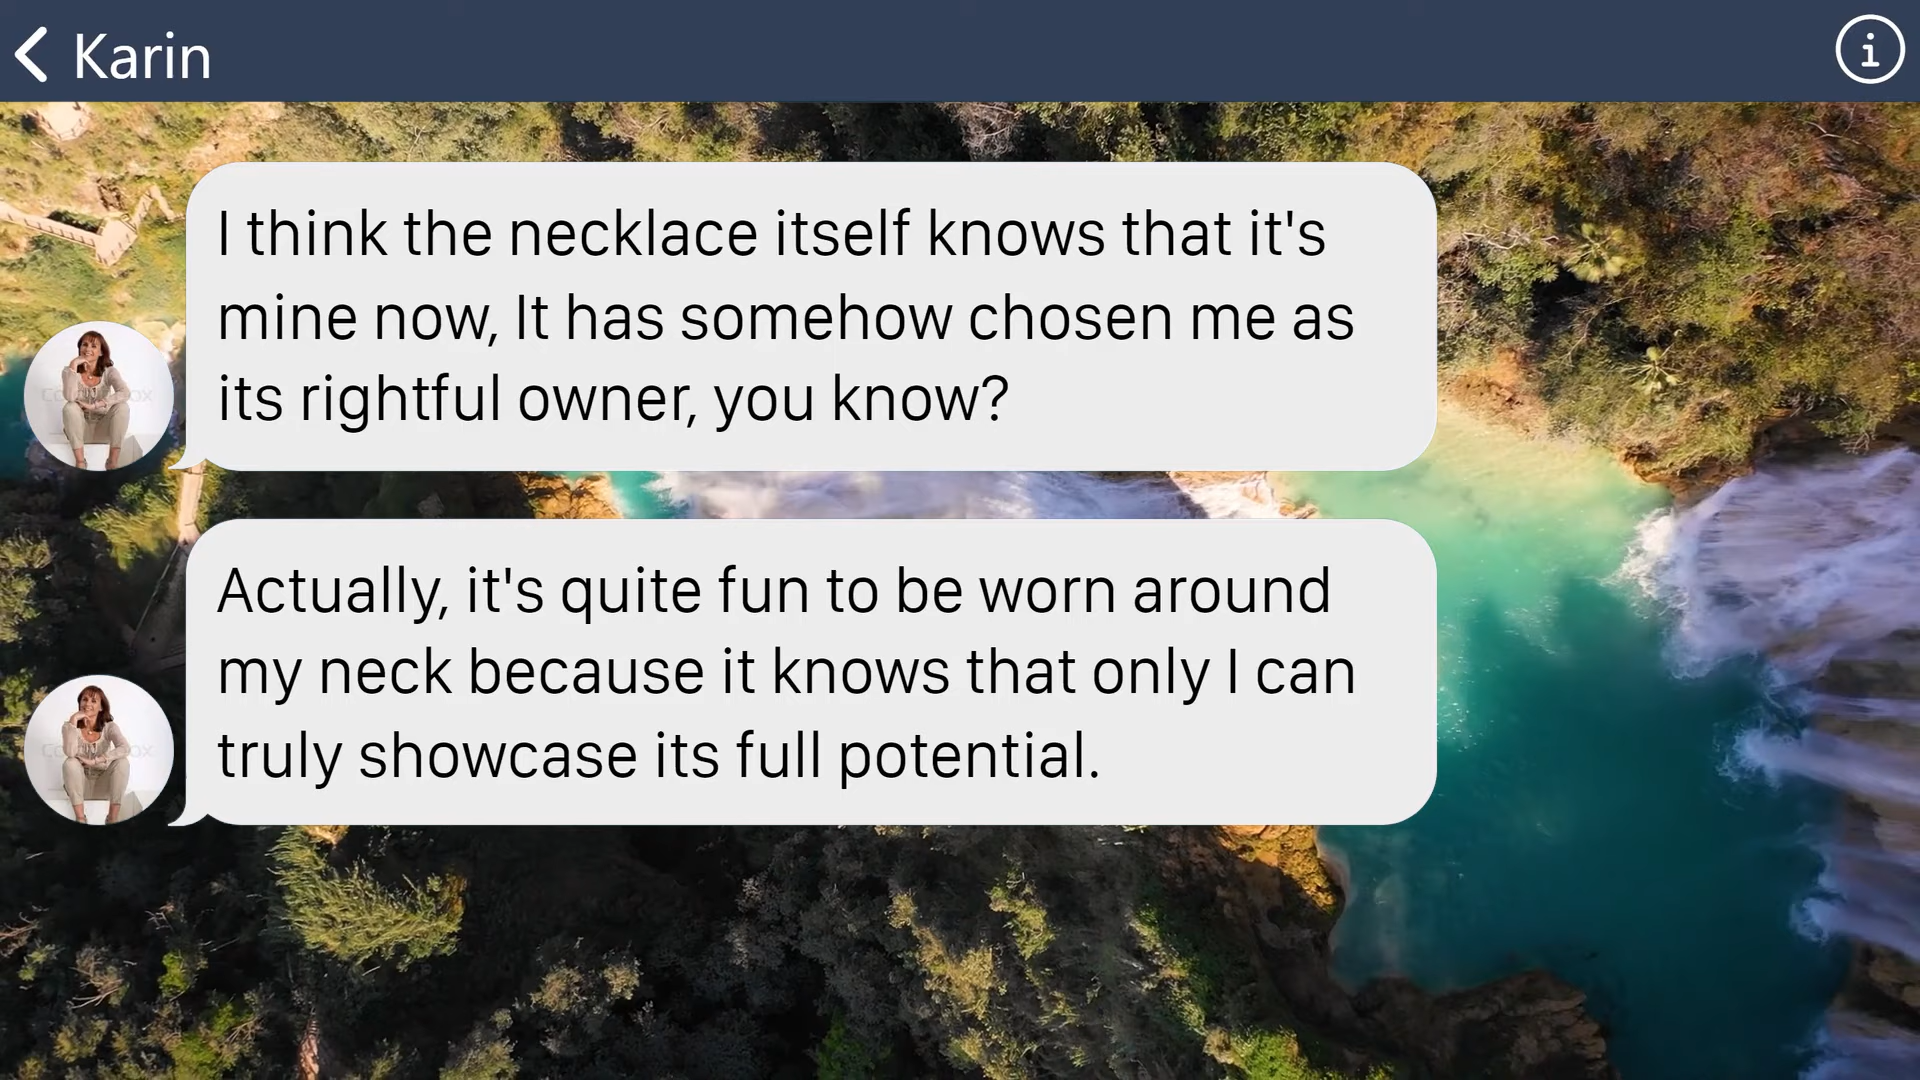 Karin
I think the necklace itself knows that it's
mine now, It has somehow chosen me as
its rightful owner, you know?
Actually, it's quite fun to be worn around
my neck because it knows that only I can
truly showcase its full potential.